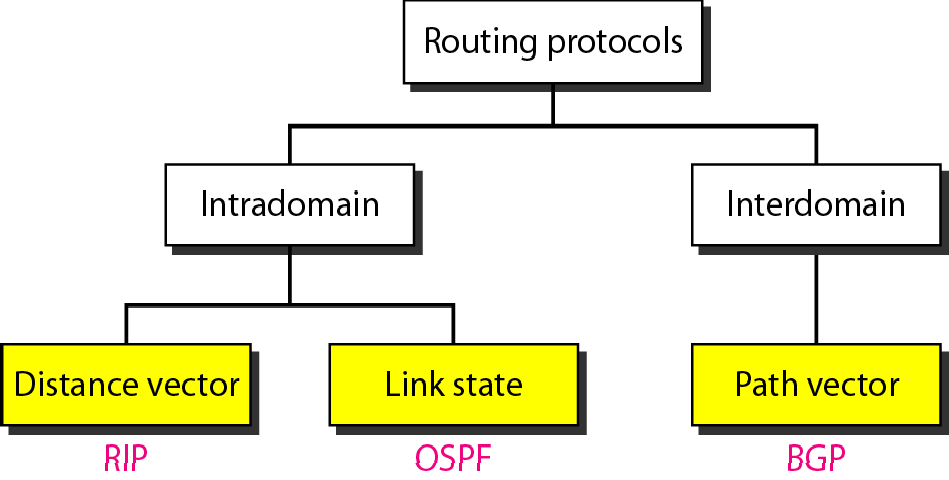 Routing protocols
Intradomain
Interdomain
Distance vector
Link state
Path vector
RIP
OSPF
BGP